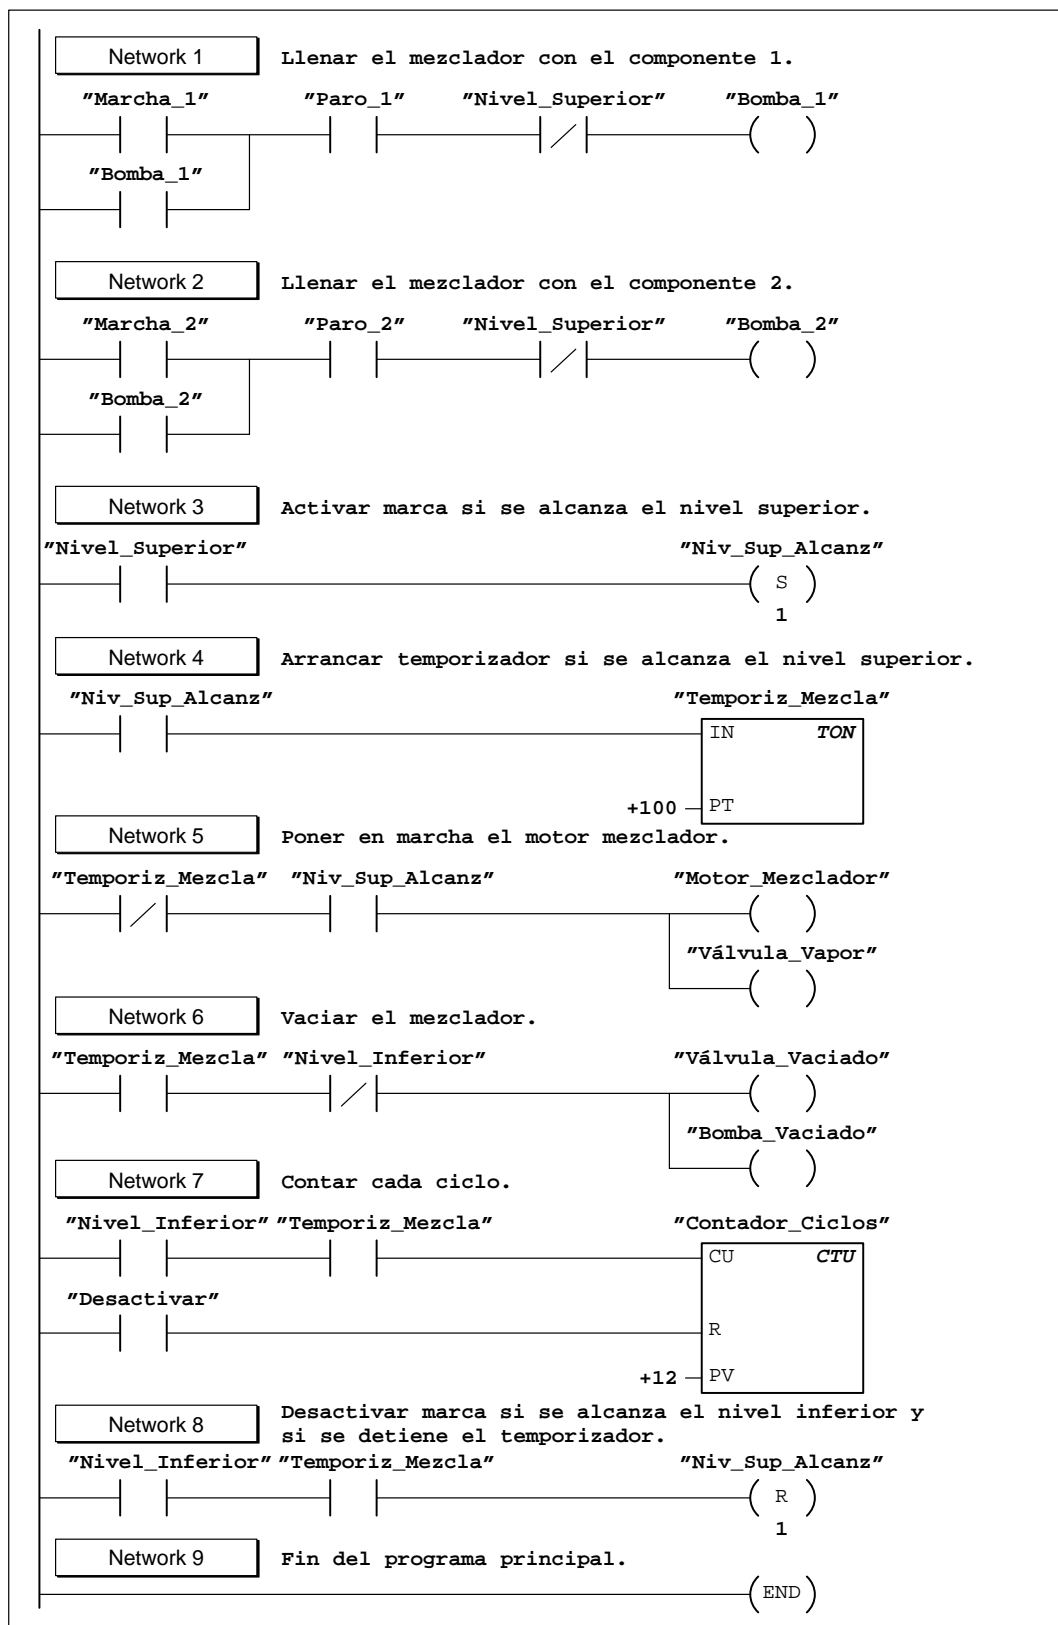 Network 1 Llenar el mezclador con el componente 1.
"Marcha_1" "Paro_1" "Nivel_Superior" "Bomba_1"
"Bomba_1"
Network 2 Llenar el mezclador con el componente 2.
"Marcha_2" "Paro_2" "Nivel_Superior" "Bomba_2"
"Bomba_2"
Network 3 Activar marca si se alcanza el nivel superior.
"Nivel_Superior" "Niv_Sup_Alcanz"
S
1
Network 4 Arrancar temporizador si se alcanza el nivel superior.
"Niv_Sup_Alcanz" "Temporiz_Mezcla"
IN TON
+100 PT
Network 5 Poner en marcha el motor mezclador.
"Temporiz_Mezcla" "Niv_Sup_Alcanz" "Motor_Mezclador"
"Válvula_Vapor"
Network 6 Vaciar el mezclador.
"Temporiz_Mezcla" "Nivel_Inferior" "Válvula_Vaciado"
"Bomba_Vaciado"
Network 7 Contar cada ciclo.
"Nivel_Inferior" "Temporiz_Mezcla" "Contador_Ciclos"
CU CTU
"Desactivar"
R
+12 PV
Network 8 Desactivar marca si se alcanza el nivel inferior y
si se detiene el temporizador.
"Nivel_Inferior" "Temporiz_Mezcla" "Niv_Sup_Alcanz"
R
1
Network 9 Fin del programa principal.
END